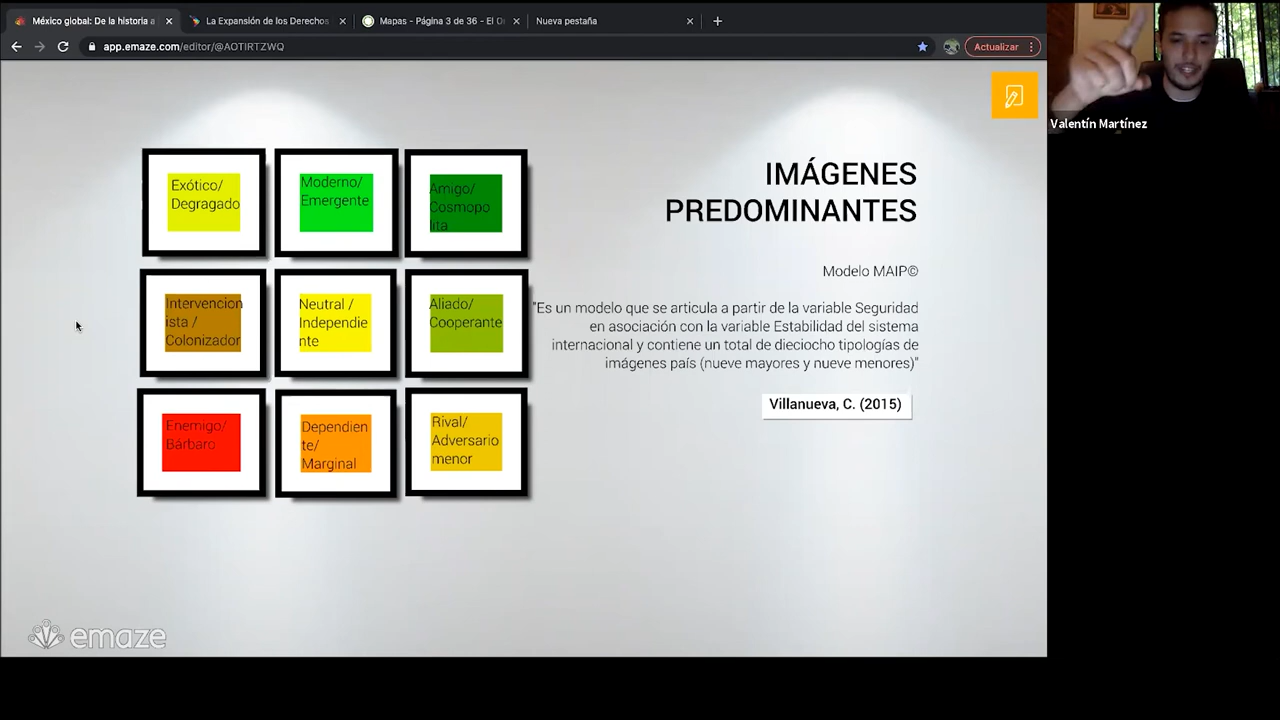 México global: De la historia a
La Expansión de los Derechos
Mapas - Página 3 de 36 - El O
Nueva pestaña
app.emaze.com/editor/@AOTIRTZWQ
Actualizar
Valentín Martínez
Exótico/
Degragado
Moderno/
Emergente
Amigo/
Cosmopo
lita
Intervencion
ista /
Colonizador
Neutral /
Independie
nte
Aliado/
Cooperante
Enemigo/
Bárbaro
Dependien
te/
Marginal
Rival/
Adversario
menor
IMÁGENES
PREDOMINANTES
Modelo MAIP©
"Es un modelo que se articula a partir de la variable Seguridad
en asociación con la variable Estabilidad del sistema
internacional y contiene un total de dieciocho tipologías de
imágenes país (nueve mayores y nueve menores)"
Villanueva, C. (2015)
emaze